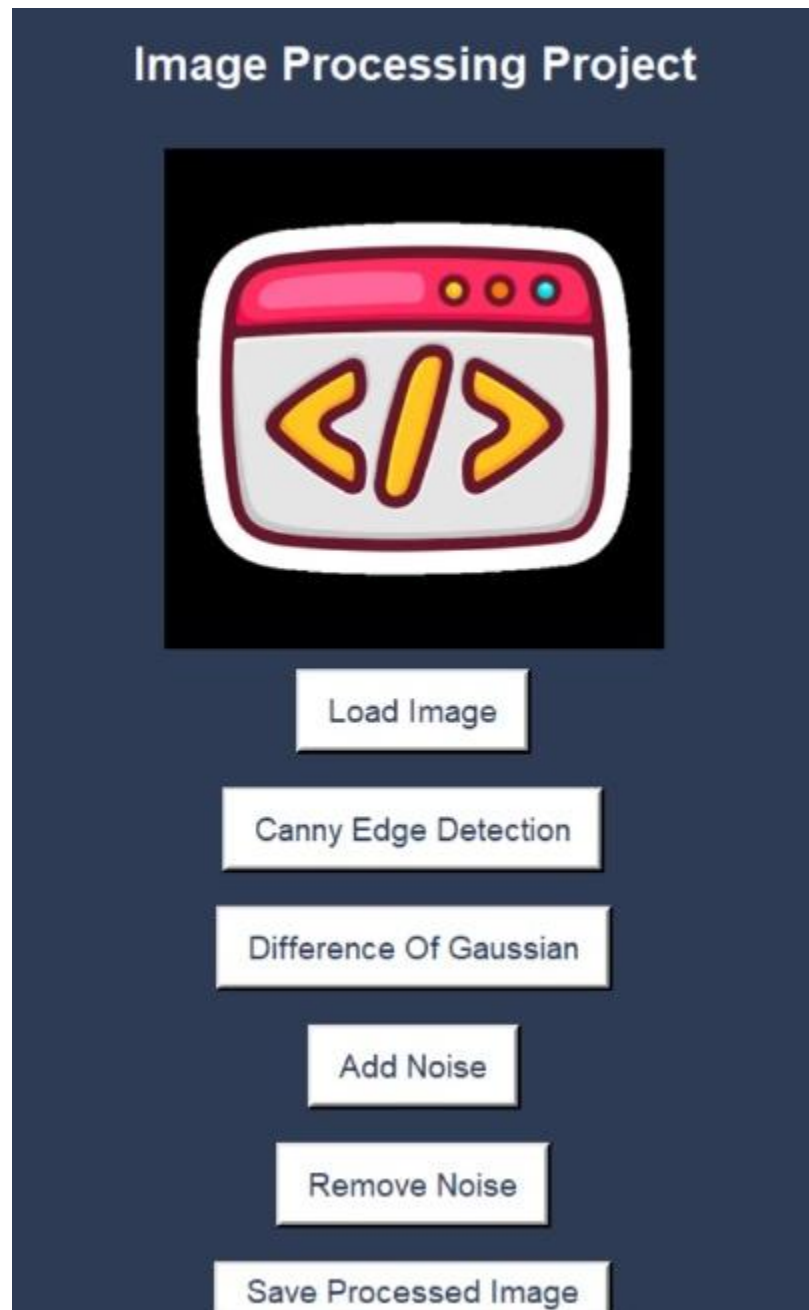 Image Processing Project
</>
Load Image
Canny Edge Detection
Difference Of Gaussian
Add Noise
Remove Noise
Save Processed Image